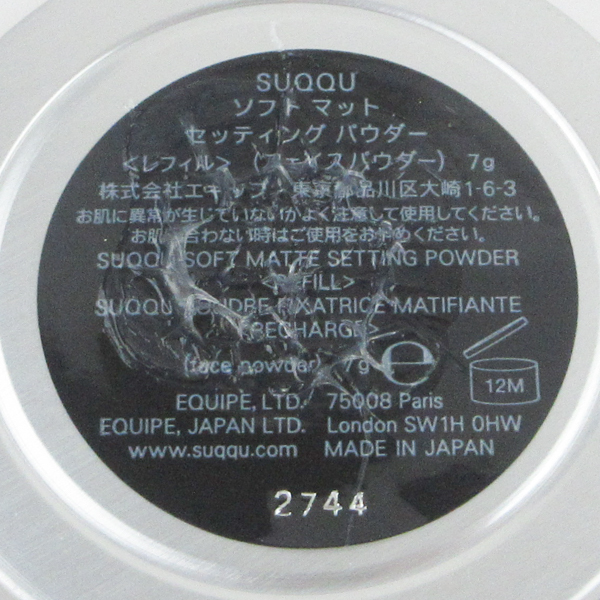 SUQQU
ソフト マット
セッティング パウダー
＜レフィル＞（フェイスパウダー） 7g
株式会社エキップ・東京都品川区大崎1-6-3
お肌に異常が生じていないかよく注意して使用してください。
お肌に合わない時はご使用をおやめください。
SUQQU SOFT MATTE SETTING POWDER
<REFILL>
SUQQU POUDRE FIXATRICE MATIFIANTE
<RECHARGE>
(face powder) 7g ℮
12M
EQUIPE, LTD. 75008 Paris
EQUIPE, JAPAN LTD. London SW1H 0HW
www.suqqu.com MADE IN JAPAN
2744